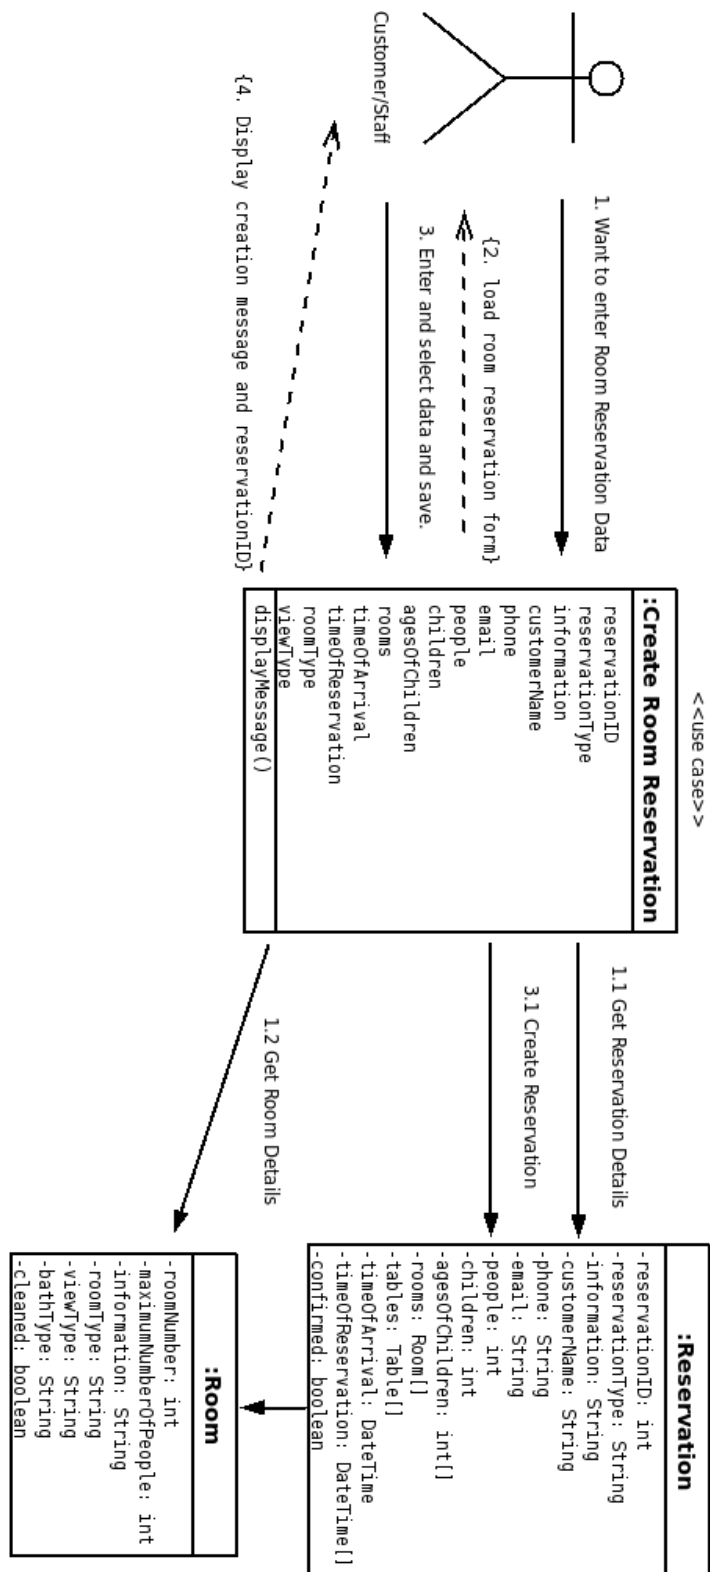 Customer/Staff
1. Want to enter Room Reservation Data
{2. load room reservation form}
3. Enter and select data and save.
{4. Display creation message and reservationID}
<<use case>>
:Create Room Reservation
reservationID
reservationType
information
customerName
phone
email
people
children
agesOfChildren
rooms
timeOfArrival
timeOfReservation
roomType
viewType
displayMessage()
1.1 Get Reservation Details
3.1 Create Reservation
1.2 Get Room Details
:Reservation
-reservationID: int
-reservationType: String
-information: String
-customerName: String
-phone: String
-email: String
-people: int
-children: int
-agesOfChildren: int[]
-rooms: Room[]
-tables: Table[]
-timeOfArrival: DateTime
-timeOfReservation: DateTime[]
-confirmed: boolean
:Room
-roomNumber: int
-maximumNumberOfPeople: int
-information: String
-roomType: String
-viewType: String
-bathType: String
-cleaned: boolean